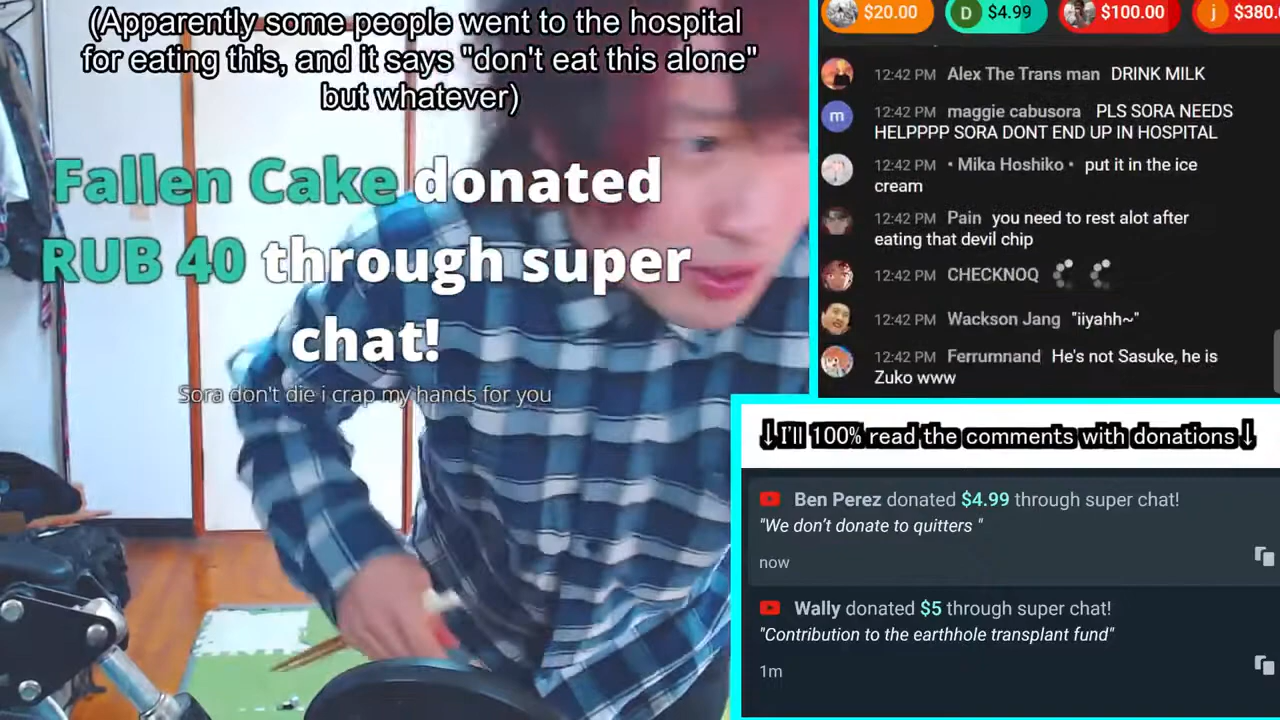 (Apparently some people went to the hospital
for eating this, and it says "don't eat this alone"
but whatever)
Fallen Cake donated
RUB 40 through super
chat!
Sora don't die i crap my hands for you
$20.00
D $4.99
$100.00
j $380.0
12:42 PM Alex The Trans man DRINK MILK
m 12:42 PM maggie cabusora PLS SORA NEEDS
HELPPPP SORA DONT END UP IN HOSPITAL
12:42 PM • Mika Hoshiko • put it in the ice
cream
12:42 PM Pain you need to rest alot after
eating that devil chip
12:42 PM CHECKNOQ
12:42 PM Wackson Jang "iiyahh~"
12:42 PM Ferrumnand He's not Sasuke, he is
Zuko www
↓I'll 100% read the comments with donations↓
Ben Perez donated $4.99 through super chat!
"We don't donate to quitters "
now
Wally donated $5 through super chat!
"Contribution to the earthhole transplant fund"
1m